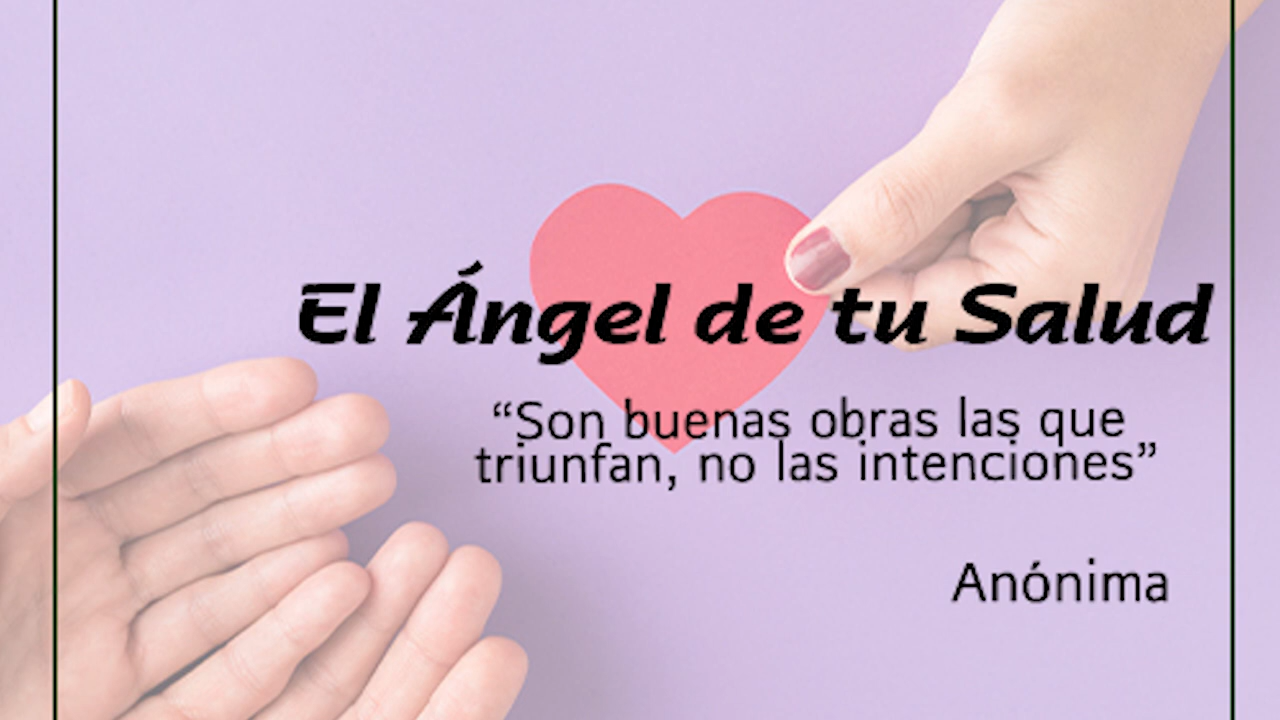 El Ángel de tu Salud
“Son buenas obras las que
triunfan, no las intenciones”
Anónima